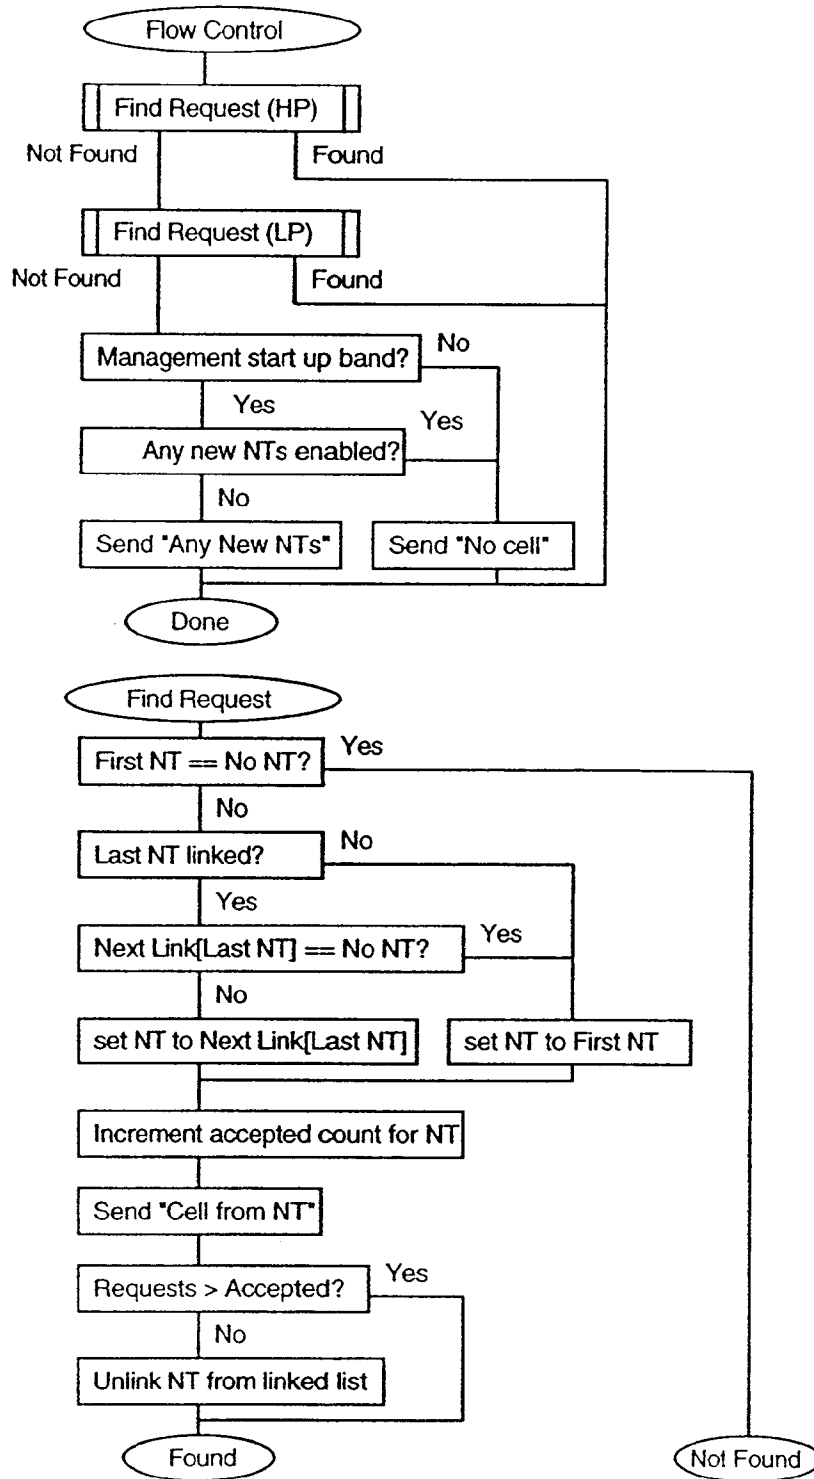 Flow Control
Find Request (HP)
Not Found
Found
Find Request (LP)
Not Found
Found
Management start up band?
No
Yes
Yes
Any new NTs enabled?
No
Send "Any New NTs"
Send "No cell"
Done
Find Request
First NT == No NT?
Yes
No
Last NT linked?
No
Yes
Next Link[Last NT] == No NT?
Yes
No
set NT to Next Link[Last NT]
set NT to First NT
Increment accepted count for NT
Send "Cell from NT"
Requests > Accepted?
Yes
No
Unlink NT from linked list
Found
Not Found